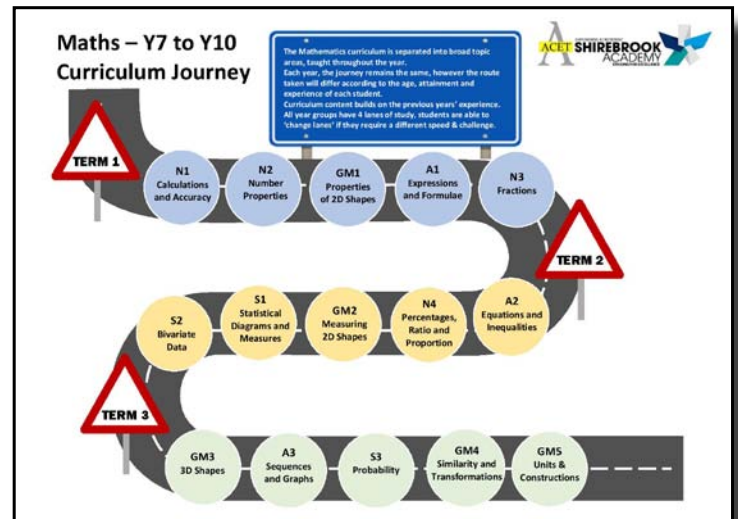 Maths – Y7 to Y10
Curriculum Journey
The Mathematics curriculum is separated into broad topic
areas, taught throughout the year.
Each year, the journey remains the same, however the route
taken will differ according to the age, attainment and
experience of each student.
Curriculum content builds on the previous years' experience.
All year groups have 4 lanes of study, students are able to
'change lanes' if they require a different speed & challenge.
ACET SHIREBROOK
ACADEMY
TERM 1
N1
Calculations
and Accuracy
N2
Number
Properties
GM1
Properties
of 2D Shapes
A1
Expressions
and Formulae
N3
Fractions
TERM 2
A2
Equations and
Inequalities
N4
Percentages,
Ratio and
Proportion
GM2
Measuring
2D Shapes
S1
Statistical
Diagrams and
Measures
S2
Bivariate
Data
TERM 3
GM3
3D Shapes
A3
Sequences
and Graphs
S3
Probability
GM4
Similarity and
Transformations
GM5
Units &
Constructions